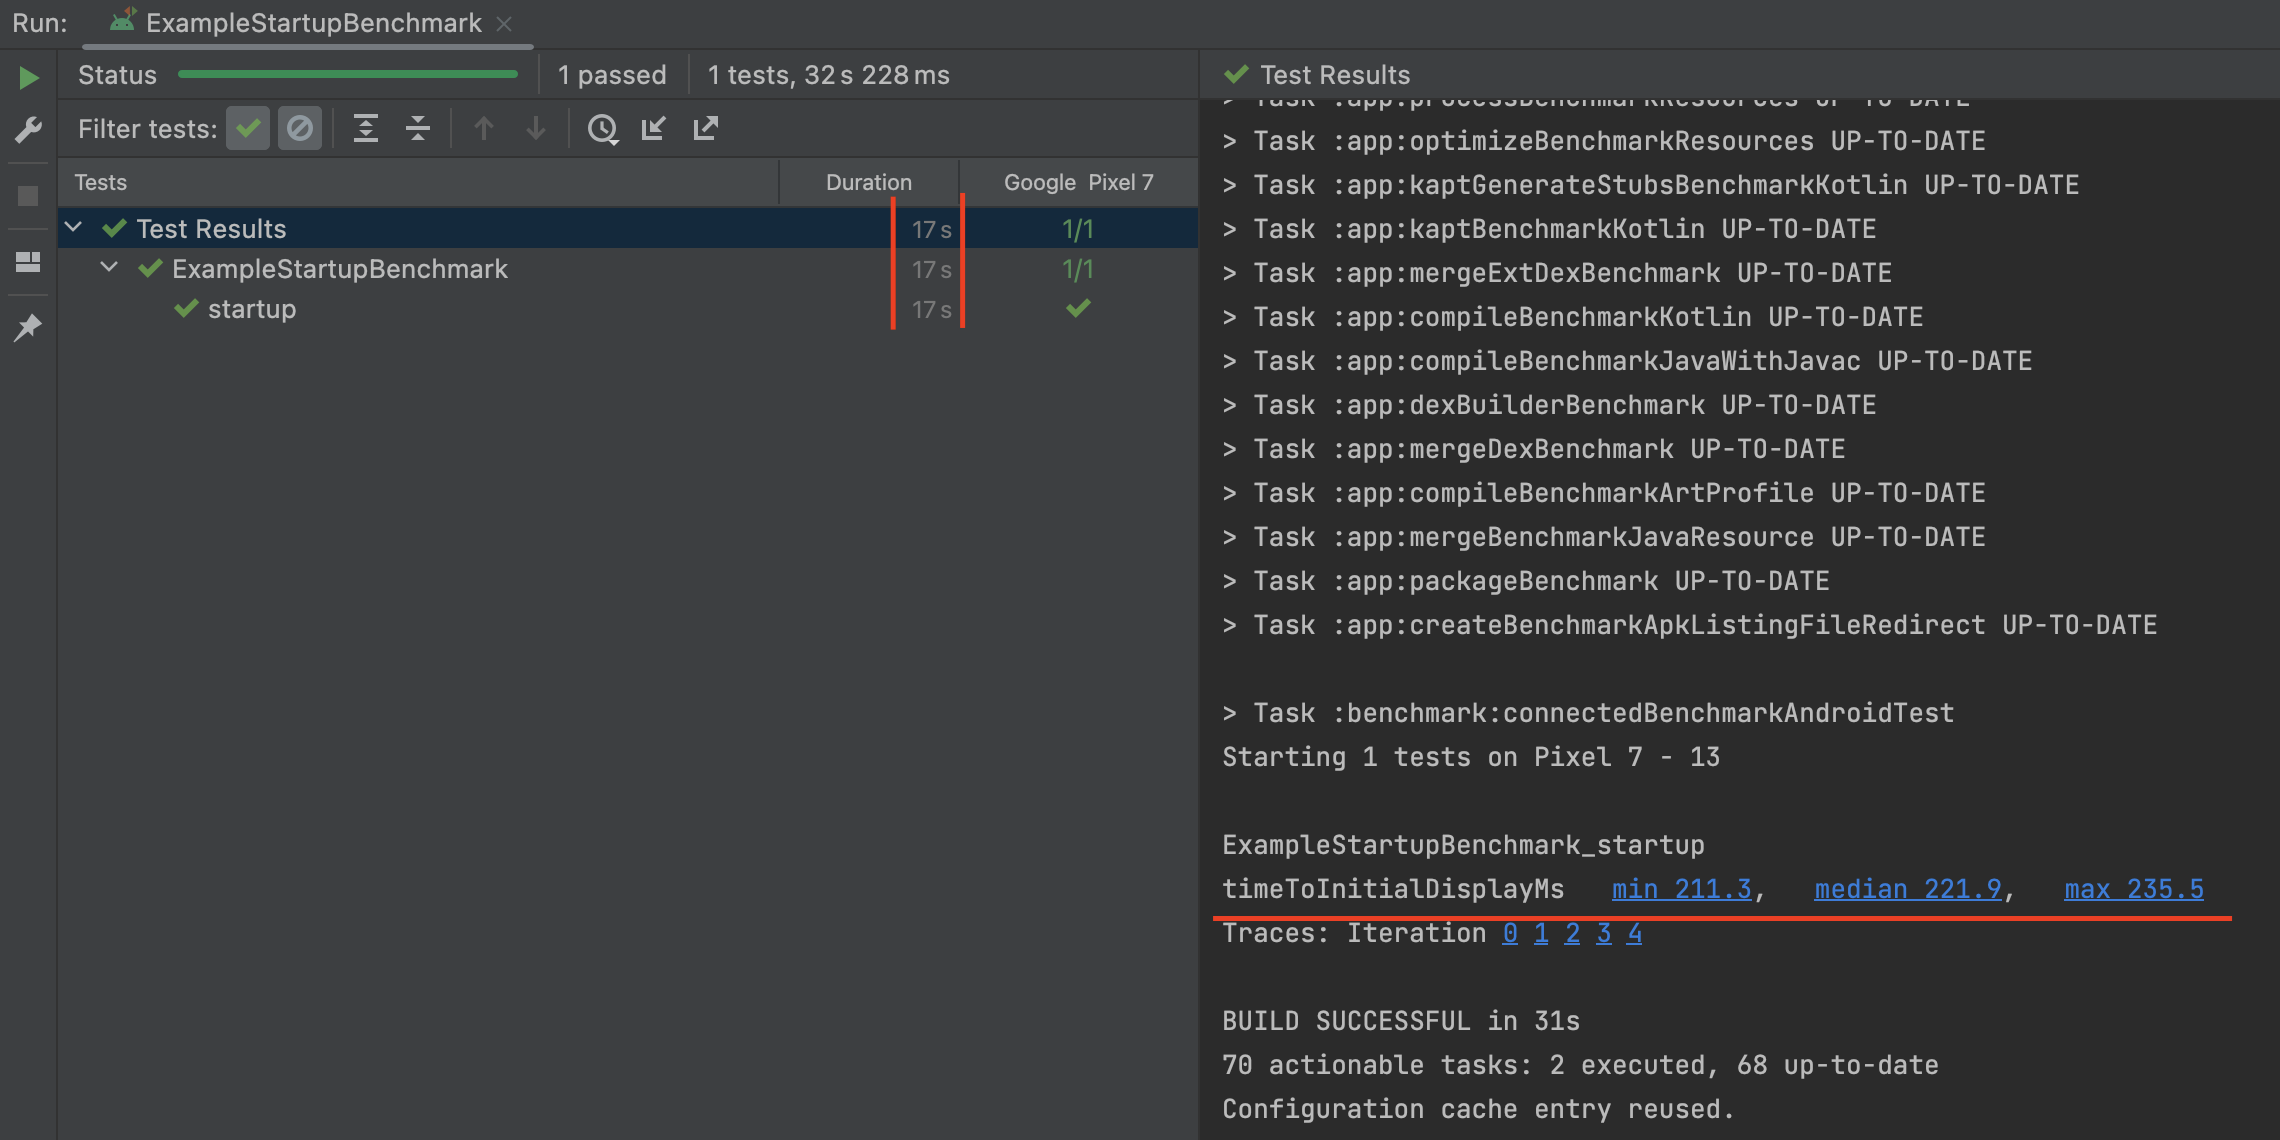 Run: ExampleStartupBenchmark
Status 1 passed 1 tests, 32 s 228 ms
Filter tests:
Tests Duration Google Pixel 7
Test Results 17 s 1/1
ExampleStartupBenchmark 17 s 1/1
startup 17 s
Test Results
> Task :app:processBenchmarkResources UP-TO-DATE
> Task :app:optimizeBenchmarkResources UP-TO-DATE
> Task :app:kaptGenerateStubsBenchmarkKotlin UP-TO-DATE
> Task :app:kaptBenchmarkKotlin UP-TO-DATE
> Task :app:mergeExtDexBenchmark UP-TO-DATE
> Task :app:compileBenchmarkKotlin UP-TO-DATE
> Task :app:compileBenchmarkJavaWithJavac UP-TO-DATE
> Task :app:dexBuilderBenchmark UP-TO-DATE
> Task :app:mergeDexBenchmark UP-TO-DATE
> Task :app:compileBenchmarkArtProfile UP-TO-DATE
> Task :app:mergeBenchmarkJavaResource UP-TO-DATE
> Task :app:packageBenchmark UP-TO-DATE
> Task :app:createBenchmarkApkListingFileRedirect UP-TO-DATE
> Task :benchmark:connectedBenchmarkAndroidTest
Starting 1 tests on Pixel 7 - 13
ExampleStartupBenchmark_startup
timeToInitialDisplayMs min 211.3, median 221.9, max 235.5
Traces: Iteration 0 1 2 3 4
BUILD SUCCESSFUL in 31s
70 actionable tasks: 2 executed, 68 up-to-date
Configuration cache entry reused.